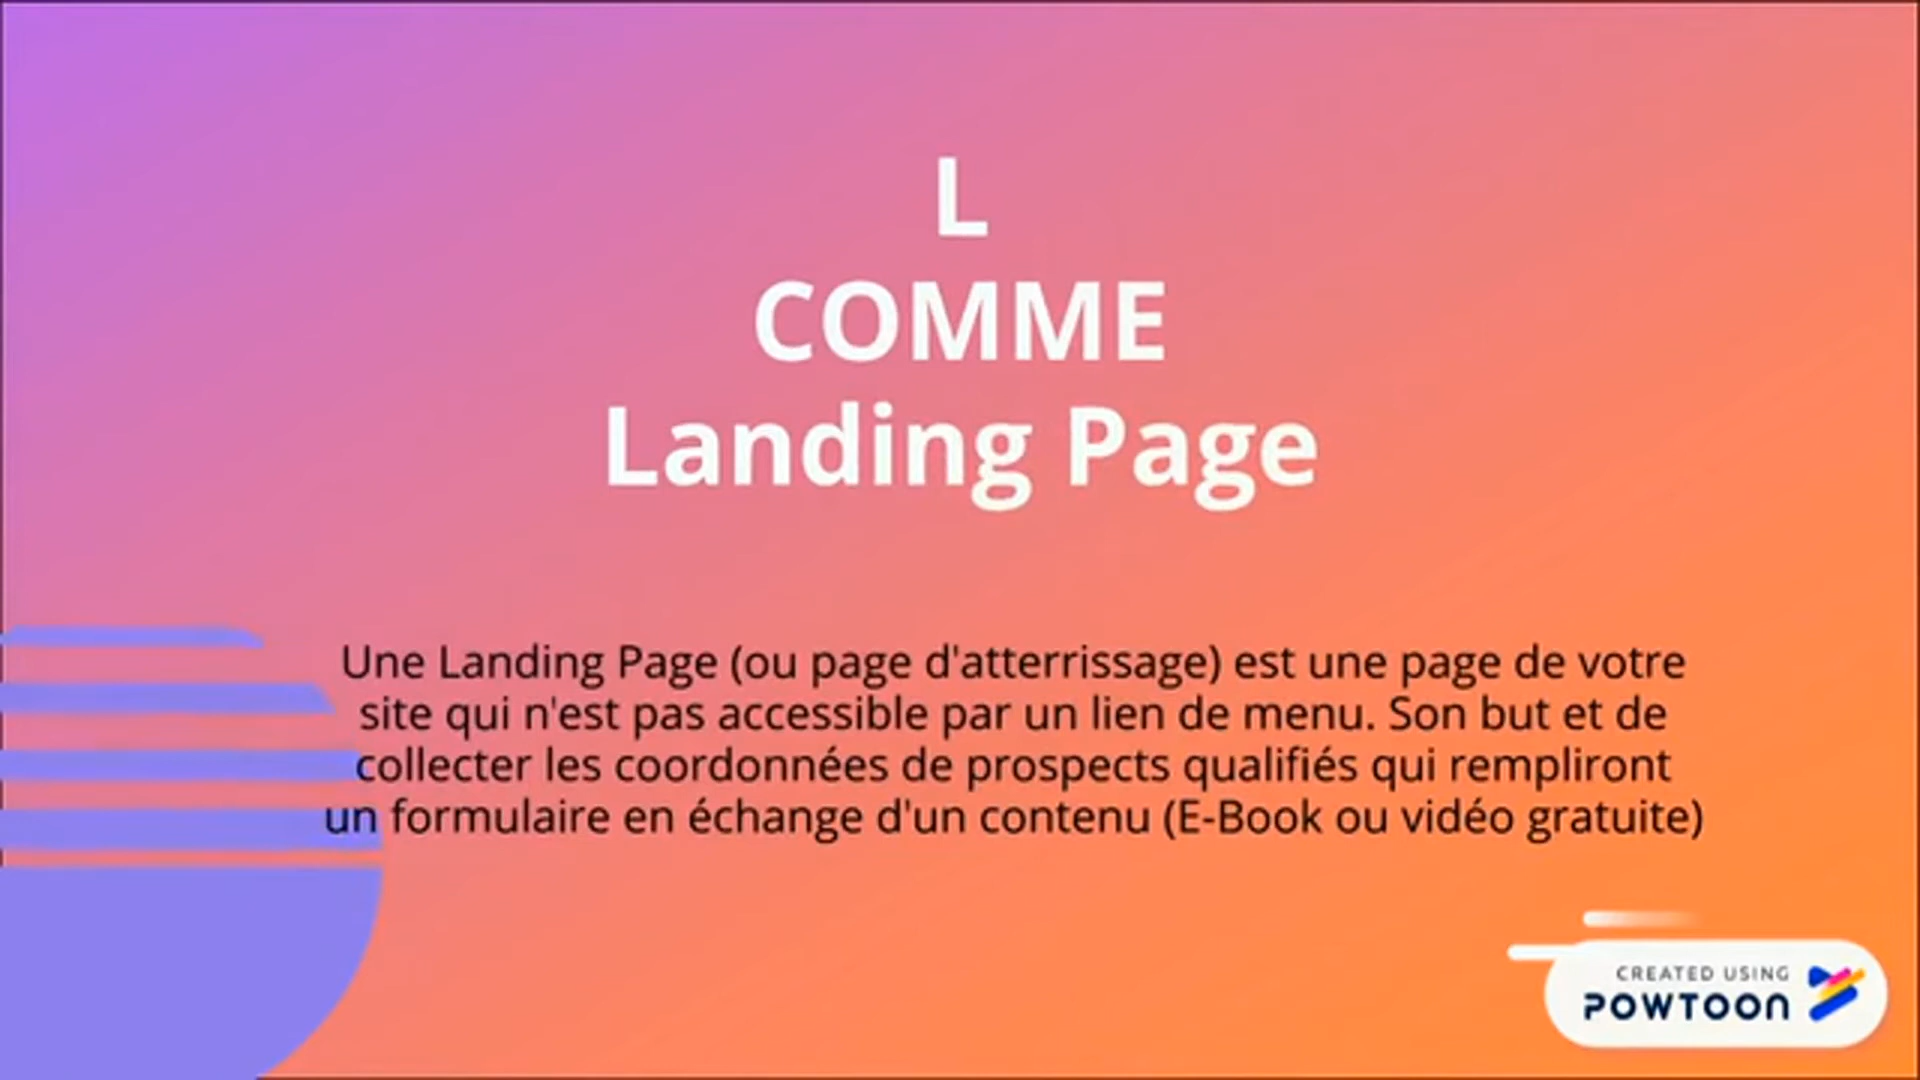 L
COMME
Landing Page
Une Landing Page (ou page d'atterrissage) est une page de votre
site qui n'est pas accessible par un lien de menu. Son but et de
collecter les coordonnées de prospects qualifiés qui rempliront
un formulaire en échange d'un contenu (E-Book ou vidéo gratuite)
CREATED USING
POWTOON